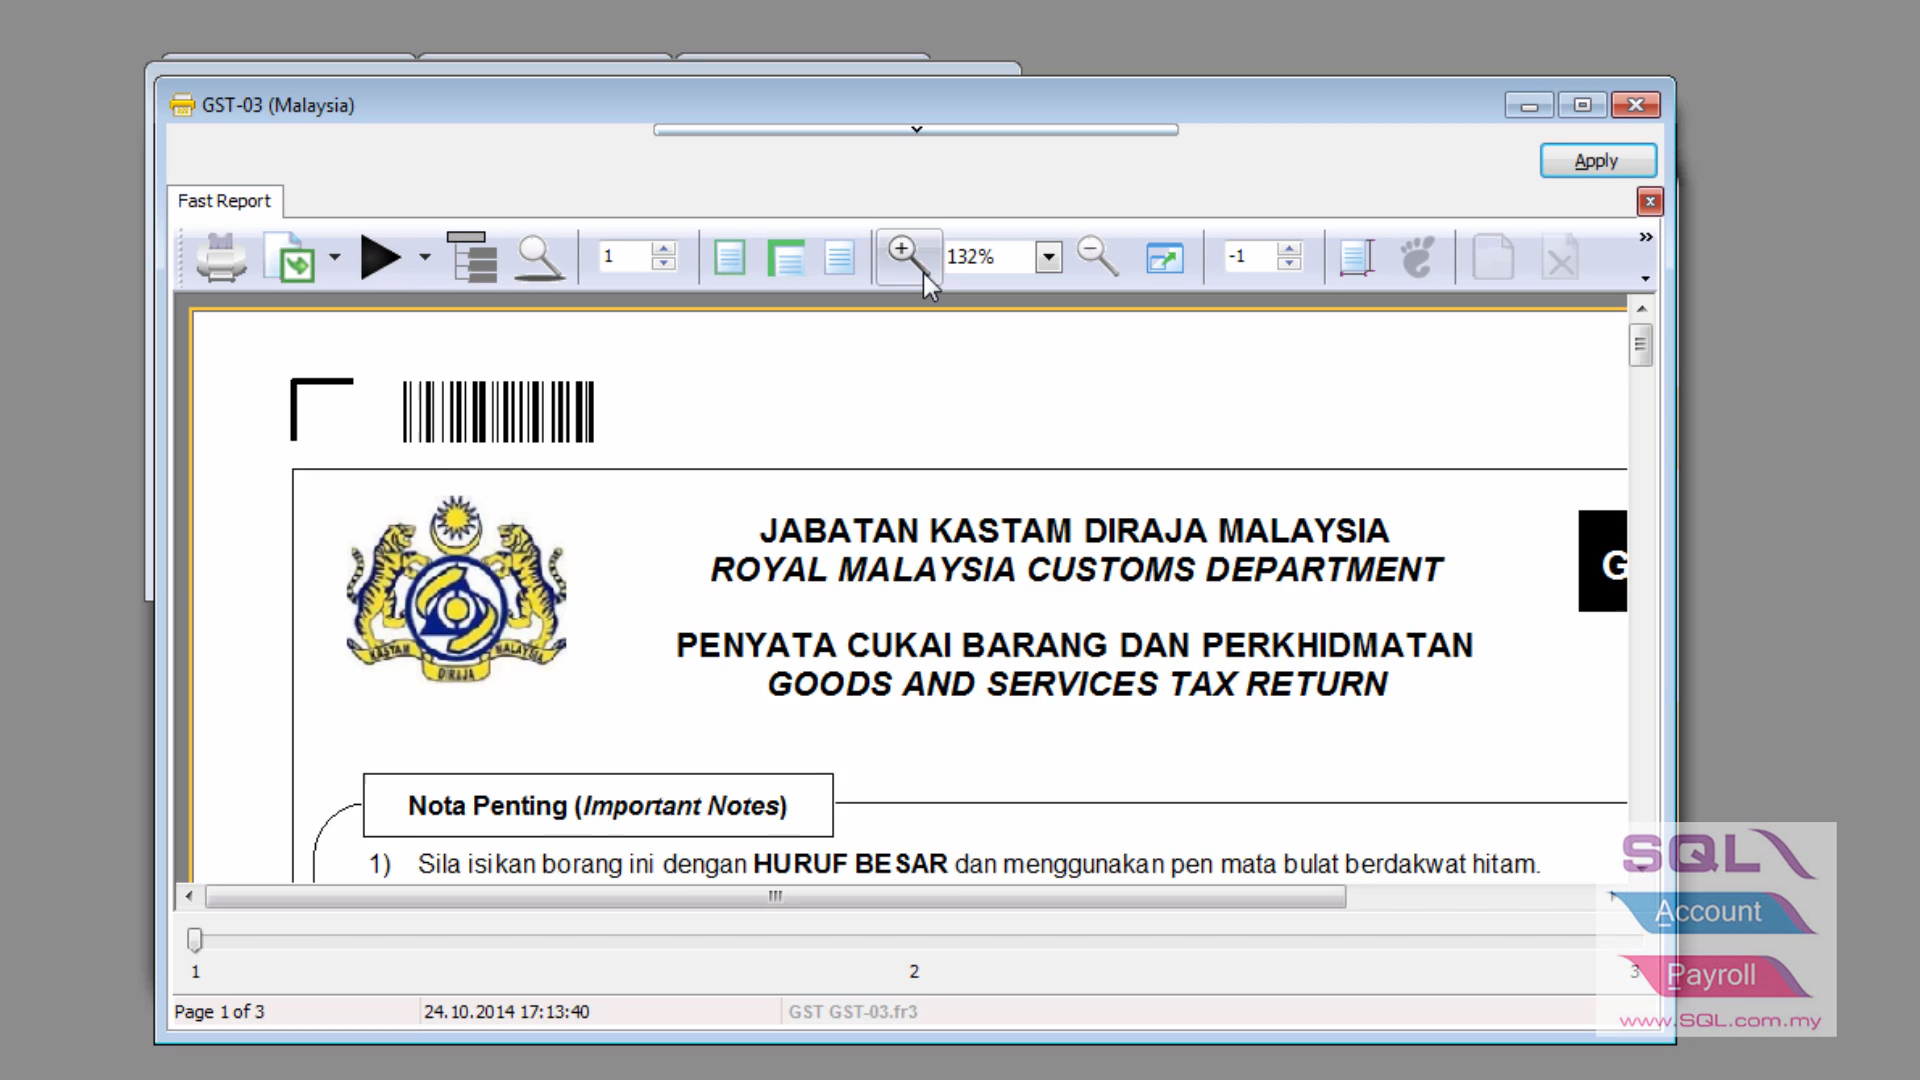 GST-03 (Malaysia)
Apply
Fast Report
1
132%
-1
JABATAN KASTAM DIRAJA MALAYSIA
ROYAL MALAYSIA CUSTOMS DEPARTMENT
G
PENYATA CUKAI BARANG DAN PERKHIDMATAN
GOODS AND SERVICES TAX RETURN
KASTAM DIRAJA MALAYSIA
Nota Penting (Important Notes)
1) Sila isikan borang ini dengan HURUF BESAR dan menggunakan pen mata bulat berdakwat hitam.
1 2 3
Page 1 of 3 24.10.2014 17:13:40 GST GST-03.fr3
SQL
Account
Payroll
www.SQL.com.my